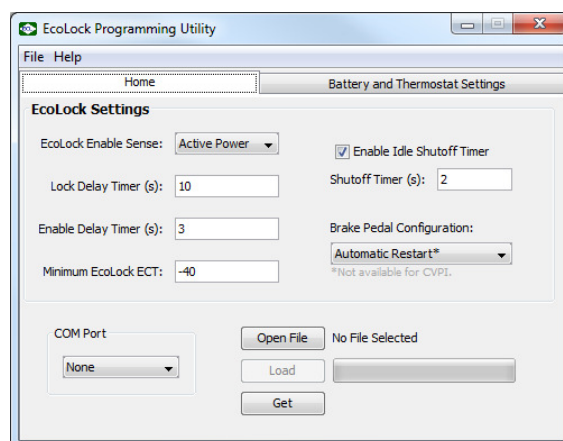 EcoLock Programming Utility
File Help
Home
Battery and Thermostat Settings
EcoLock Settings
EcoLock Enable Sense: Active Power
Enable Idle Shutoff Timer
Lock Delay Timer (s): 10
Shutoff Timer (s): 2
Enable Delay Timer (s): 3
Brake Pedal Configuration:
Automatic Restart*
Minimum EcoLock ECT: -40
*Not available for CVPI.
COM Port
None
Open File No File Selected
Load
Get